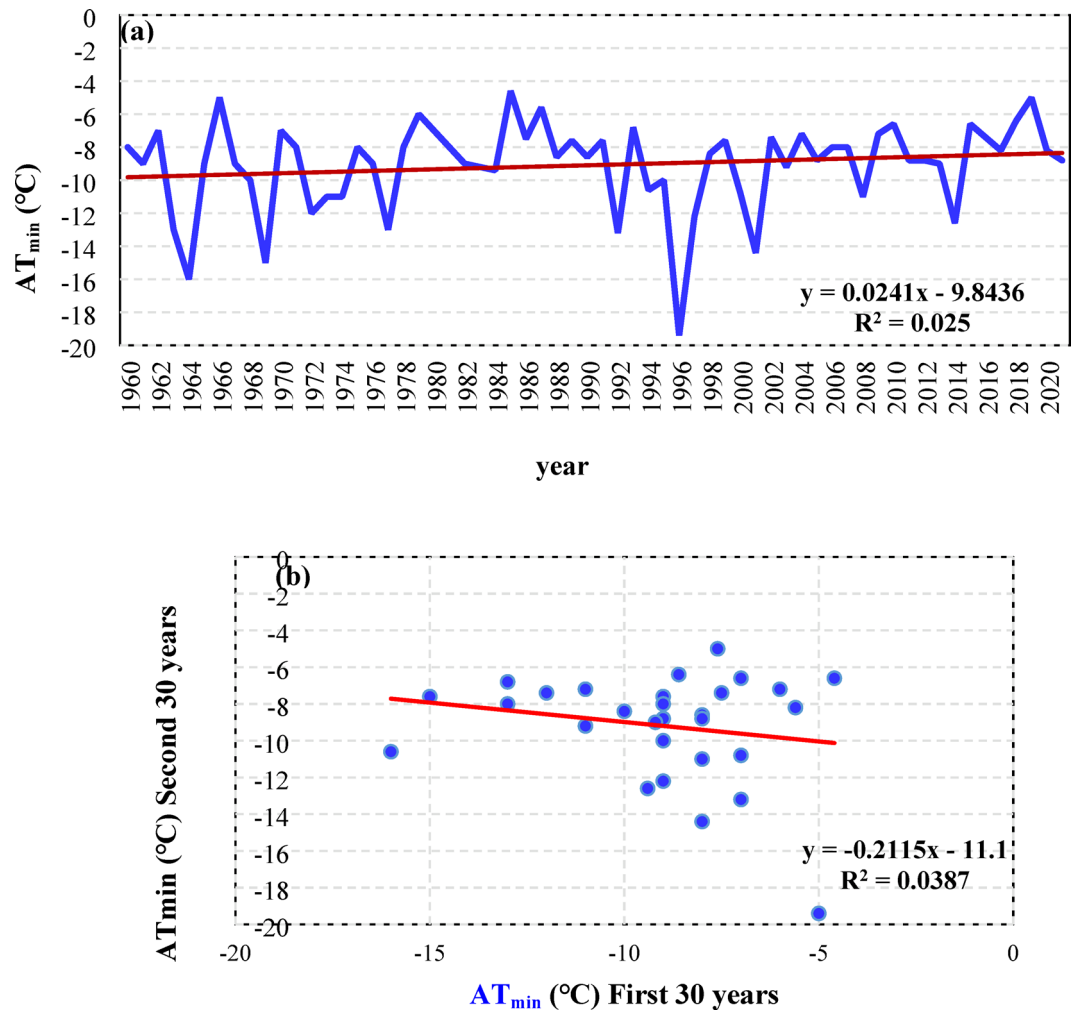 (a)
0
-2
-4
-6
-8
-10
-12
-14
-16
-18
-20
ATmin (℃)
y = 0.0241x - 9.8436
R² = 0.025
1960 1962 1964 1966 1968 1970 1972 1974 1976 1978 1980 1982 1984 1986 1988 1990 1992 1994 1996 1998 2000 2002 2004 2006 2008 2010 2012 2014 2016 2018 2020
year
(b)
0
-2
-4
-6
-8
-10
-12
-14
-16
-18
-20
ATmin (℃) Second 30 years
y = -0.2115x - 11.1
R² = 0.0387
-20 -15 -10 -5 0
ATmin (℃) First 30 years